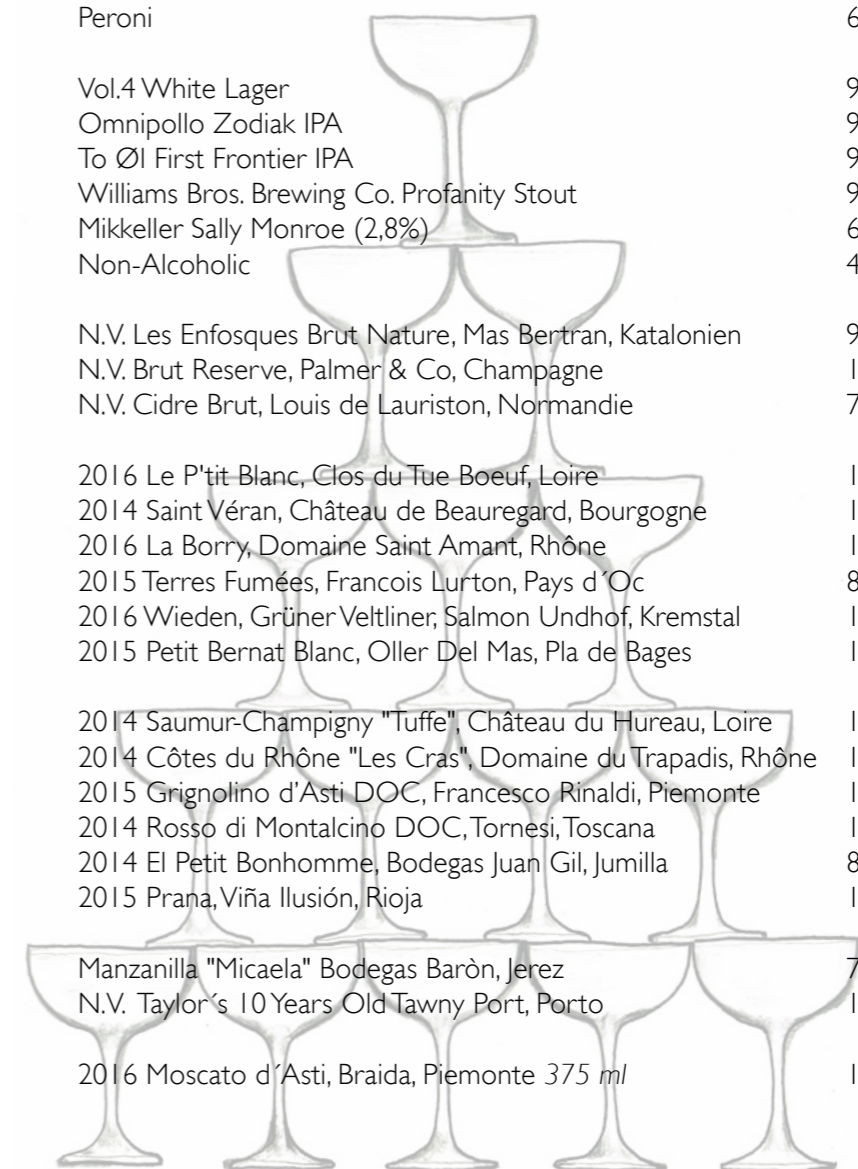 Peroni 6
Vol.4 White Lager 9
Omnipollo Zodiak IPA 9
To Øl First Frontier IPA 9
Williams Bros. Brewing Co. Profanity Stout 9
Mikkeller Sally Monroe (2,8%) 6
Non-Alcoholic 4
N.V. Les Enfosques Brut Nature, Mas Bertran, Katalonien 9
N.V. Brut Reserve, Palmer & Co, Champagne 1
N.V. Cidre Brut, Louis de Lauriston, Normandie 7
2016 Le P'tit Blanc, Clos du Tue Boeuf, Loire 1
2014 Saint Véran, Château de Beauregard, Bourgogne 1
2016 La Borry, Domaine Saint Amant, Rhône 1
2015 Terres Fumées, Francois Lurton, Pays d´Oc 8
2016 Wieden, Grüner Veltliner, Salmon Undhof, Kremstal 1
2015 Petit Bernat Blanc, Oller Del Mas, Pla de Bages 1
2014 Saumur-Champigny "Tuffe", Château du Hureau, Loire 1
2014 Côtes du Rhône "Les Cras", Domaine du Trapadis, Rhône 1
2015 Grignolino d’Asti DOC, Francesco Rinaldi, Piemonte 1
2014 Rosso di Montalcino DOC, Tornesi, Toscana 1
2014 El Petit Bonhomme, Bodegas Juan Gil, Jumilla 8
2015 Prana, Viña Ilusión, Rioja 1
Manzanilla "Micaela" Bodegas Baròn, Jerez 7
N.V. Taylor´s 10 Years Old Tawny Port, Porto 1
2016 Moscato d´Asti, Braida, Piemonte 375 ml 1